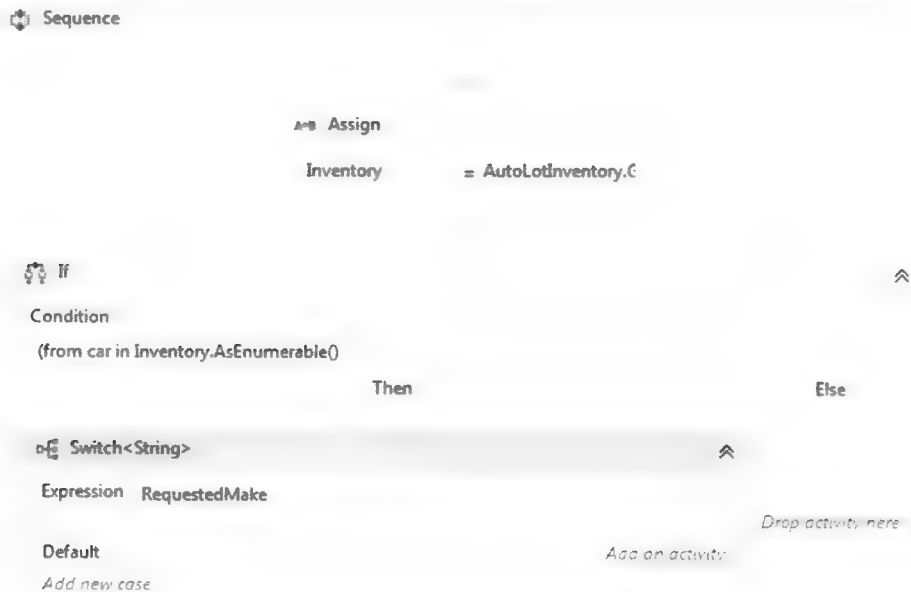 Sequence
A=B Assign
Inventory = AutoLotInventory.G
If
Condition
(from car in Inventory.AsEnumerable()
Then Else
Switch<String>
Expression RequestedMake
Drop activity here
Default Add an activity
Add new case